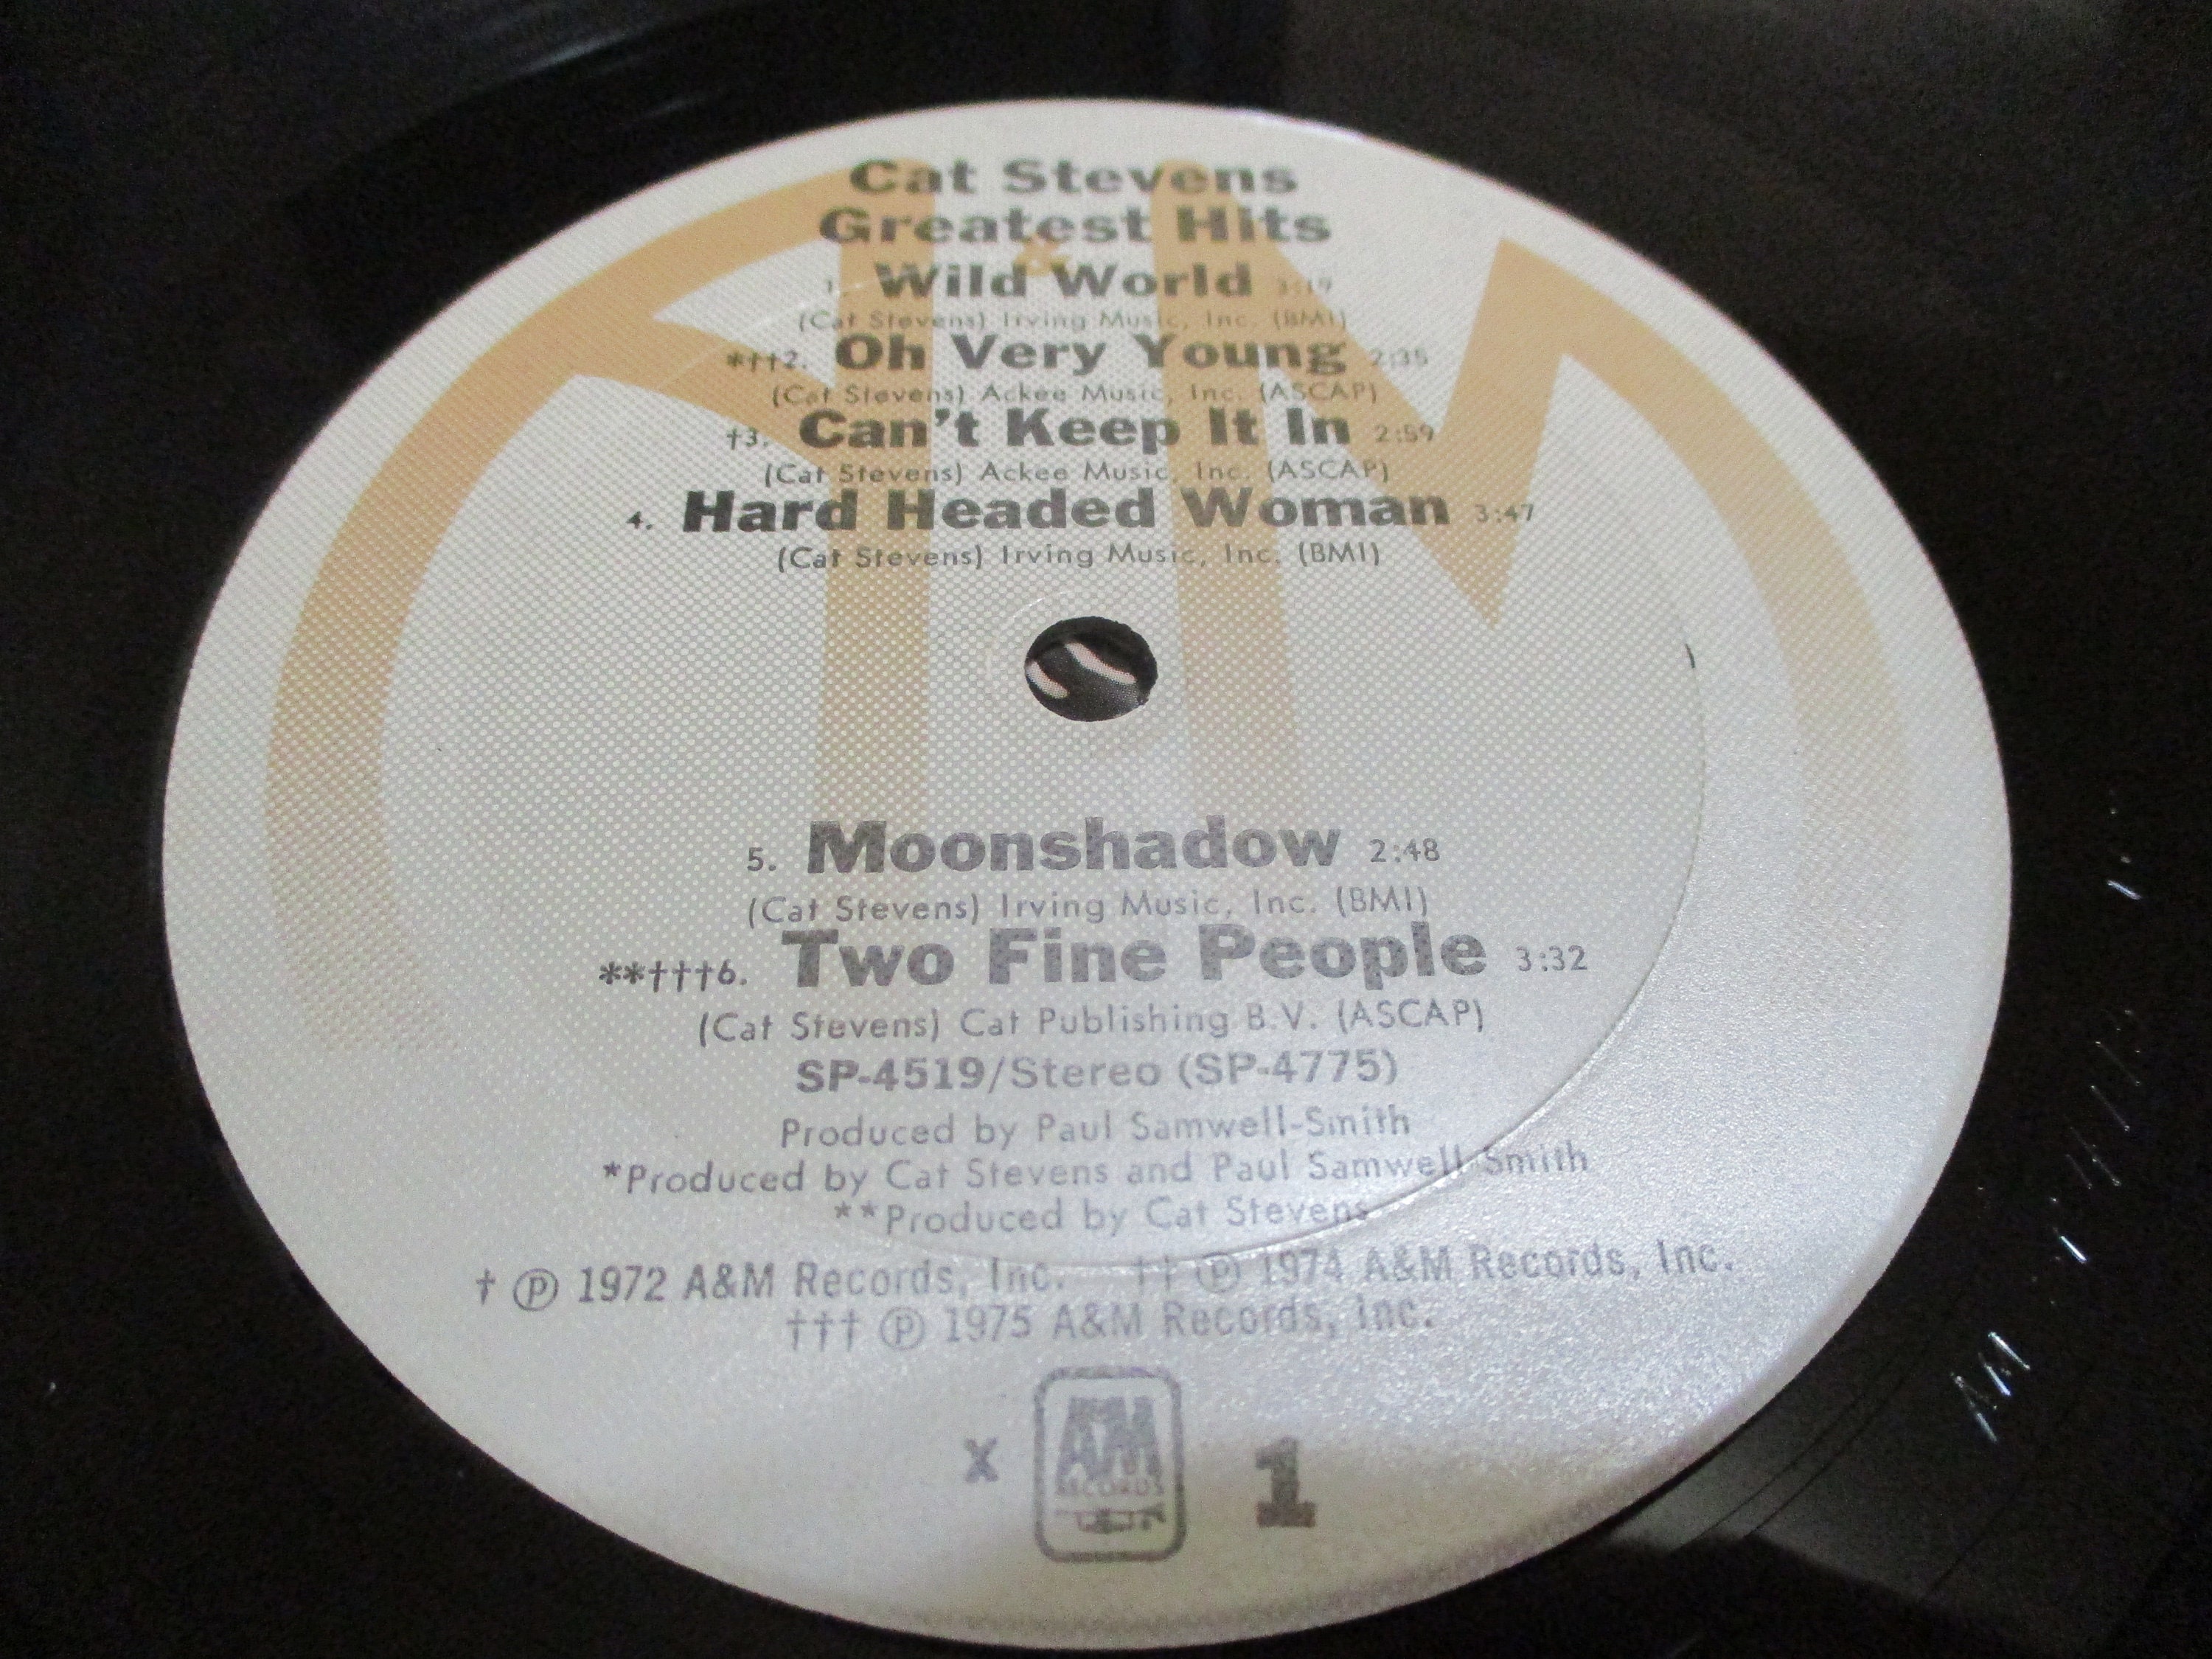 Cat Stevens
Greatest Hits
&
1. Wild World 3:19
(Cat Stevens) Irving Music, Inc. (BMI)
*††2. Oh Very Young 2:35
(Cat Stevens) Ackee Music, Inc. (ASCAP)
†3. Can't Keep It In 2:59
(Cat Stevens) Ackee Music, Inc. (ASCAP)
4. Hard Headed Woman 3:47
(Cat Stevens) Irving Music, Inc. (BMI)
5. Moonshadow 2:48
(Cat Stevens) Irving Music, Inc. (BMI)
**†††6. Two Fine People 3:32
(Cat Stevens) Cat Publishing B.V. (ASCAP)
SP-4519/Stereo (SP-4775)
Produced by Paul Samwell-Smith
*Produced by Cat Stevens and Paul Samwell-Smith
**Produced by Cat Stevens
† ℗ 1972 A&M Records, Inc. †† ℗ 1974 A&M Records, Inc.
††† ℗ 1975 A&M Records, Inc.
X A&M RECORDS 1